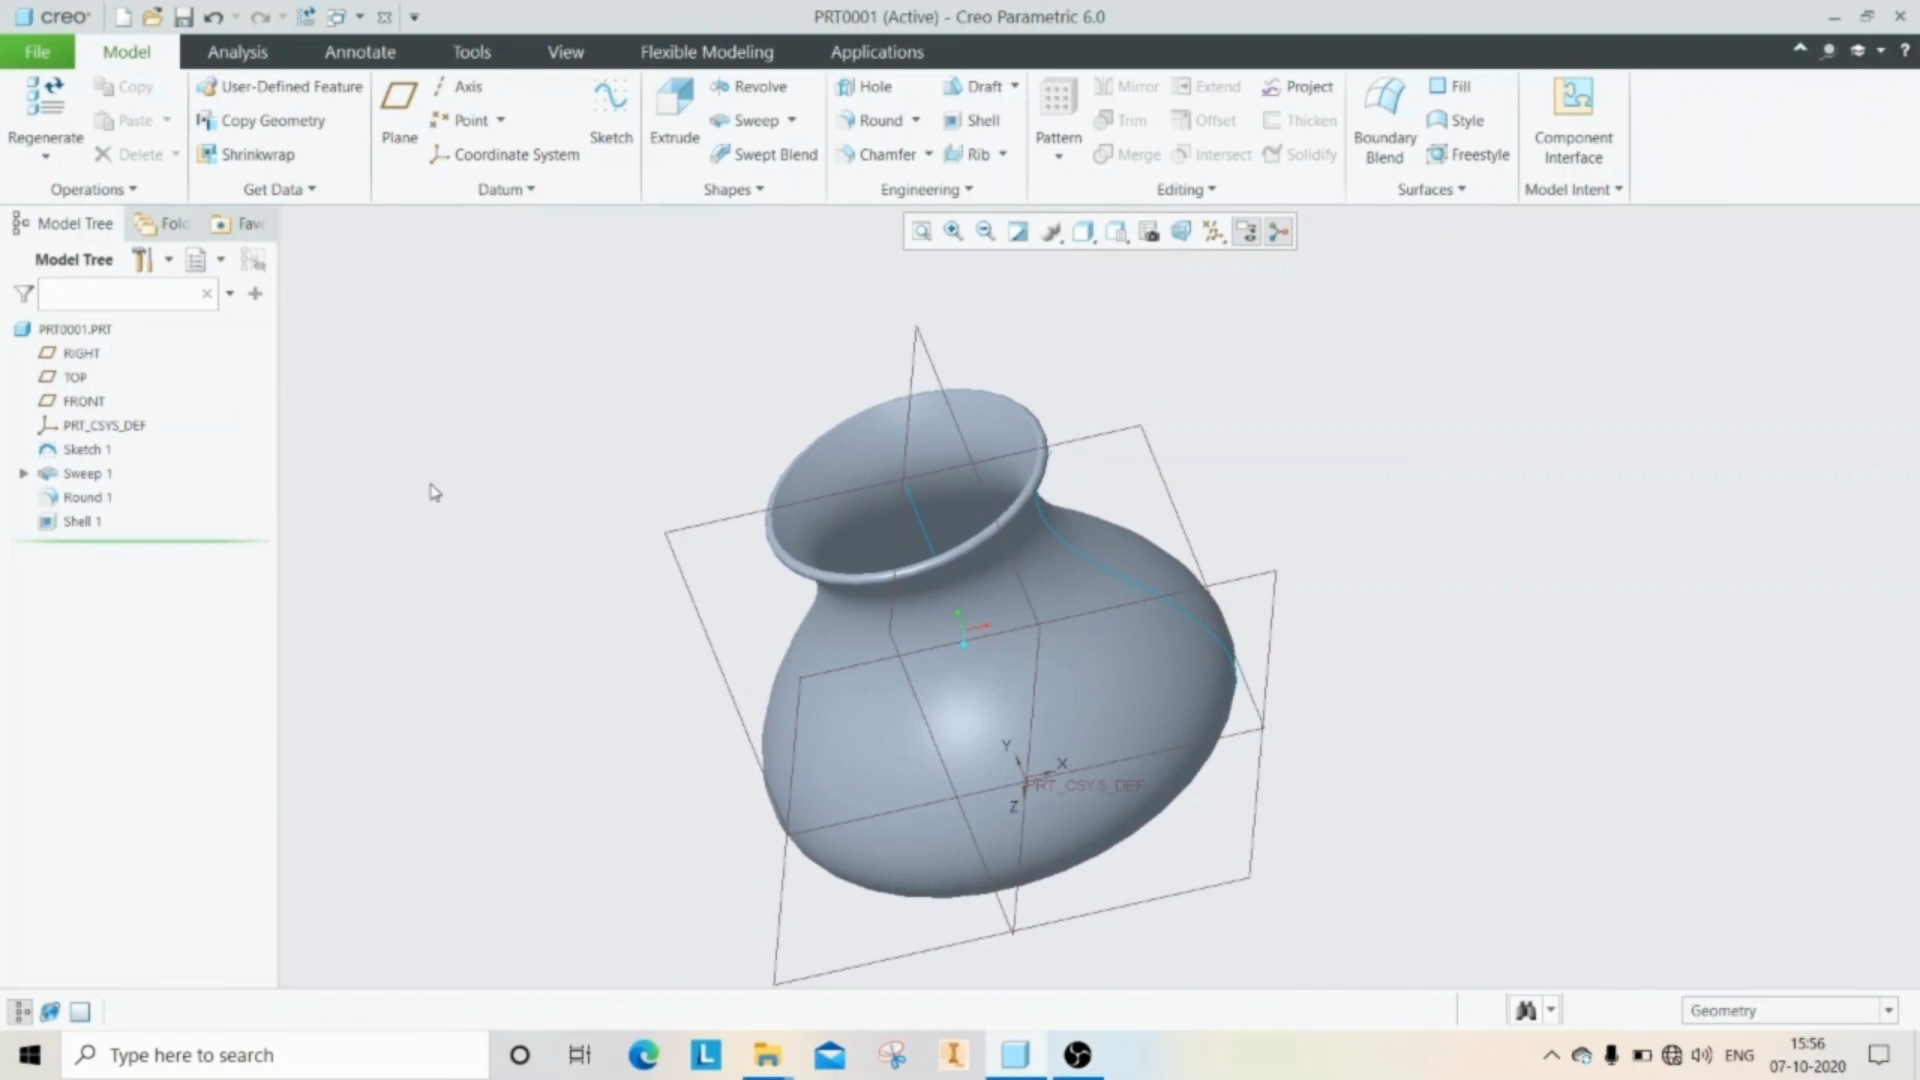 creo
PRT0001 (Active) - Creo Parametric 6.0
File Model Analysis Annotate Tools View Flexible Modeling Applications
Regenerate
Copy
Paste
Delete
Operations
User-Defined Feature
Copy Geometry
Shrinkwrap
Get Data
Plane
Axis
Point
Coordinate System
Sketch
Datum
Extrude
Revolve
Sweep
Swept Blend
Shapes
Hole
Round
Chamfer
Draft
Shell
Rib
Engineering
Pattern
Mirror
Trim
Merge
Extend
Offset
Intersect
Project
Thicken
Solidify
Editing
Boundary
Blend
Fill
Style
Freestyle
Surfaces
Component
Interface
Model Intent
Model Tree Fold Favo
Model Tree
PRT0001.PRT
RIGHT
TOP
FRONT
PRT_CSYS_DEF
Sketch 1
Sweep 1
Round 1
Shell 1
Y
X
PRT_CSYS_DEF
Z
Geometry
Type here to search
ENG
15:56
07-10-2020